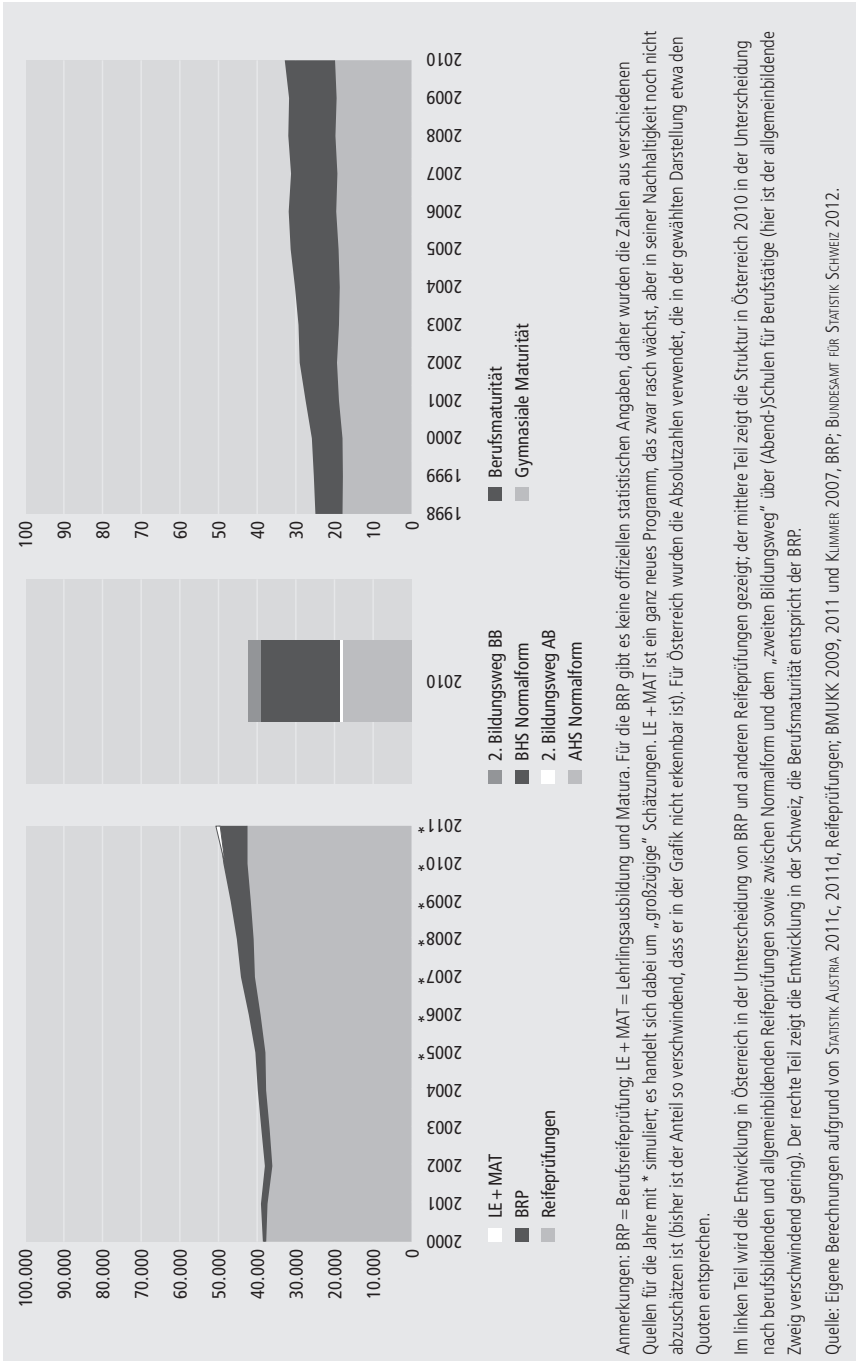 100.000
90.000
80.000
70.000
60.000
50.000
40.000
30.000
20.000
10.000
0
2000
2001
2002
2003
2004
*2005
*2006
*2007
*2008
*2009
*2010
*2011
LE + MAT
BRP
Reifeprüfungen
2010
2. Bildungsweg BB
BHS Normalform
2. Bildungsweg AB
AHS Normalform
100
90
80
70
60
50
40
30
20
10
0
1998
1999
2000
2001
2002
2003
2004
2005
2006
2007
2008
2009
2010
Berufsmaturität
Gymnasiale Maturität
Anmerkungen: BRP = Berufsreifeprüfung; LE + MAT = Lehrlingsausbildung und Matura. Für die BRP gibt es keine offiziellen statistischen Angaben, daher wurden die Zahlen aus verschiedenen
Quellen für die Jahre mit * simuliert; es handelt sich dabei um „großzügige“ Schätzungen. LE + MAT ist ein ganz neues Programm, das zwar rasch wächst, aber in seiner Nachhaltigkeit noch nicht
abzuschätzen ist (bisher ist der Anteil so verschwindend, dass er in der Grafik nicht erkennbar ist). Für Österreich wurden die Absolutzahlen verwendet, die in der gewählten Darstellung etwa den
Quoten entsprechen.
Im linken Teil wird die Entwicklung in Österreich in der Unterscheidung von BRP und anderen Reifeprüfungen gezeigt; der mittlere Teil zeigt die Struktur in Österreich 2010 in der Unterscheidung
nach berufsbildenden und allgemeinbildenden Reifeprüfungen sowie zwischen Normalform und dem „zweiten Bildungsweg“ über (Abend-)Schulen für Berufstätige (hier ist der allgemeinbildende
Zweig verschwindend gering). Der rechte Teil zeigt die Entwicklung in der Schweiz, die Berufsmaturität entspricht der BRP.
Quelle: Eigene Berechnungen aufgrund von STATISTIK AUSTRIA 2011c, 2011d, Reifeprüfungen; BMUKK 2009, 2011 und KLIMMER 2007, BRP; BUNDESAMT FÜR STATISTIK SCHWEIZ 2012.